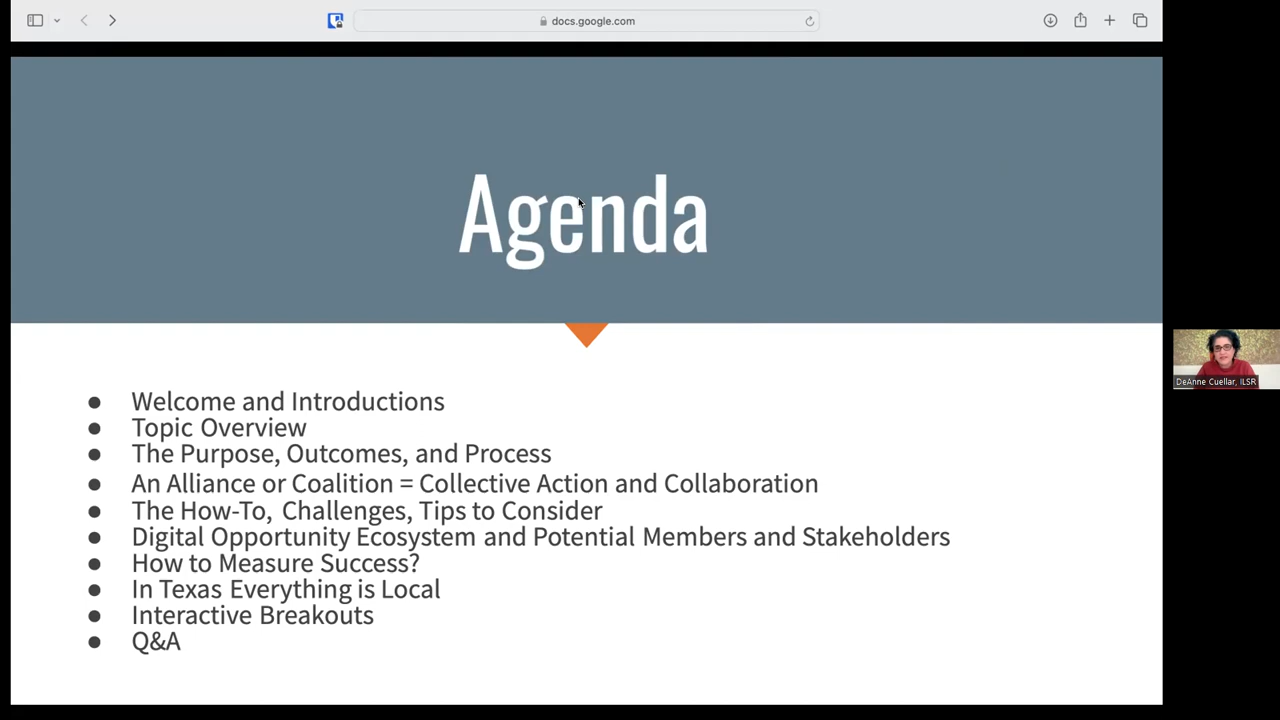 docs.google.com
Agenda
● Welcome and Introductions
● Topic Overview
● The Purpose, Outcomes, and Process
● An Alliance or Coalition = Collective Action and Collaboration
● The How-To, Challenges, Tips to Consider
● Digital Opportunity Ecosystem and Potential Members and Stakeholders
● How to Measure Success?
● In Texas Everything is Local
● Interactive Breakouts
● Q&A
DeAnne Cuellar, ILSR